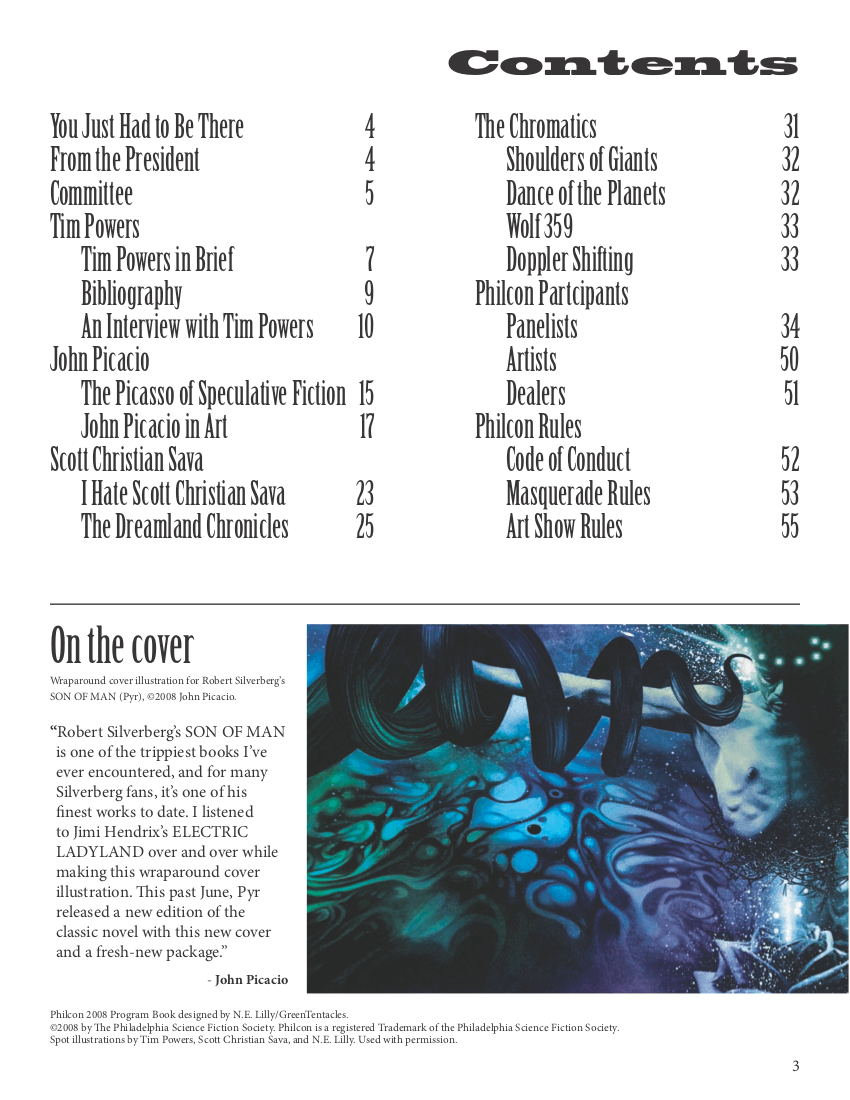 Contents
You Just Had to Be There 4
From the President 4
Committee 5
Tim Powers
Tim Powers in Brief 7
Bibliography 9
An Interview with Tim Powers 10
John Picacio
The Picasso of Speculative Fiction 15
John Picacio in Art 17
Scott Christian Sava
I Hate Scott Christian Sava 23
The Dreamland Chronicles 25
The Chromatics 31
Shoulders of Giants 32
Dance of the Planets 32
Wolf 359 33
Doppler Shifting 33
Philcon Partcipants
Panelists 34
Artists 50
Dealers 51
Philcon Rules
Code of Conduct 52
Masquerade Rules 53
Art Show Rules 55
On the cover
Wraparound cover illustration for Robert Silverberg's
SON OF MAN (Pyr), ©2008 John Picacio.
“Robert Silverberg's SON OF MAN
is one of the trippiest books I've
ever encountered, and for many
Silverberg fans, it's one of his
finest works to date. I listened
to Jimi Hendrix's ELECTRIC
LADYLAND over and over while
making this wraparound cover
illustration. This past June, Pyr
released a new edition of the
classic novel with this new cover
and a fresh-new package.”
- John Picacio
Philcon 2008 Program Book designed by N.E. Lilly/GreenTentacles.
©2008 by The Philadelphia Science Fiction Society. Philcon is a registered Trademark of the Philadelphia Science Fiction Society.
Spot illustrations by Tim Powers, Scott Christian Sava, and N.E. Lilly. Used with permission.
3